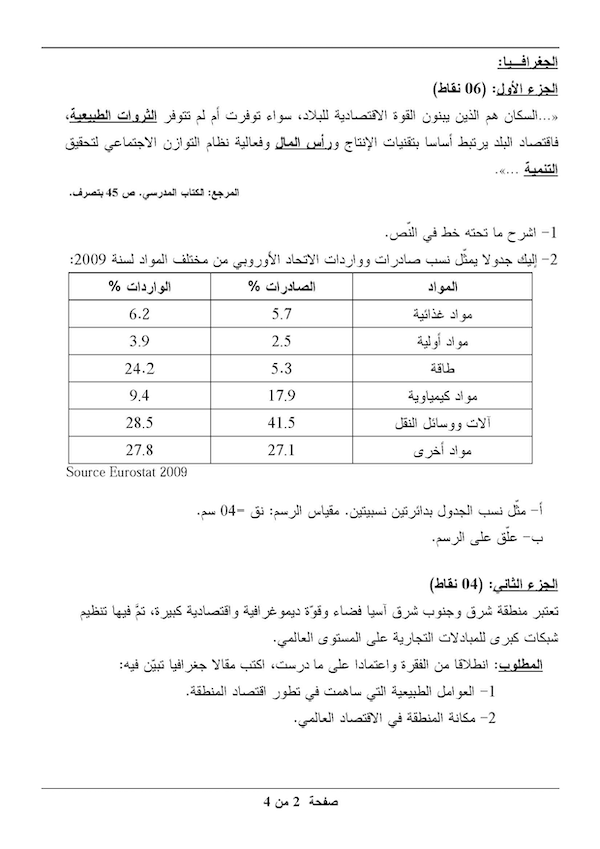 الجغرافـــيا:
الجزء الأول: (06 نقاط)
«...السكان هم الذين يبنون القوة الاقتصادية للبلاد، سواء توفرت أم لم تتوفر الثروات الطبيعية،
فاقتصاد البلد يرتبط أساسا بتقنيات الإنتاج ورأس المال وفعالية نظام التوازن الاجتماعي لتحقيق
التنمية ...».
المرجع: الكتاب المدرسي. ص 45 بتصرف.
1- اشرح ما تحته خط في النّص.
2- إليك جدولا يمثّل نسب صادرات وواردات الاتحاد الأوروبي من مختلف المواد لسنة 2009:
المواد الصادرات % الواردات %
مواد غذائية 5.7 6.2
مواد أولية 2.5 3.9
طاقة 5.3 24.2
مواد كيمياوية 17.9 9.4
آلات ووسائل النقل 41.5 28.5
مواد أخرى 27.1 27.8
Source Eurostat 2009
أ- مثّل نسب الجدول بدائرتين نسبيتين. مقياس الرسم: نق =04 سم.
ب- علّق على الرسم.
الجزء الثاني: (04 نقاط)
تعتبر منطقة شرق وجنوب شرق آسيا فضاء وقوّة ديموغرافية واقتصادية كبيرة، تمّ فيها تنظيم
شبكات كبرى للمبادلات التجارية على المستوى العالمي.
المطلوب: انطلاقا من الفقرة واعتمادا على ما درست، اكتب مقالا جغرافيا تبيّن فيه:
1- العوامل الطبيعية التي ساهمت في تطور اقتصاد المنطقة.
2- مكانة المنطقة في الاقتصاد العالمي.
صفحة 2 من 4